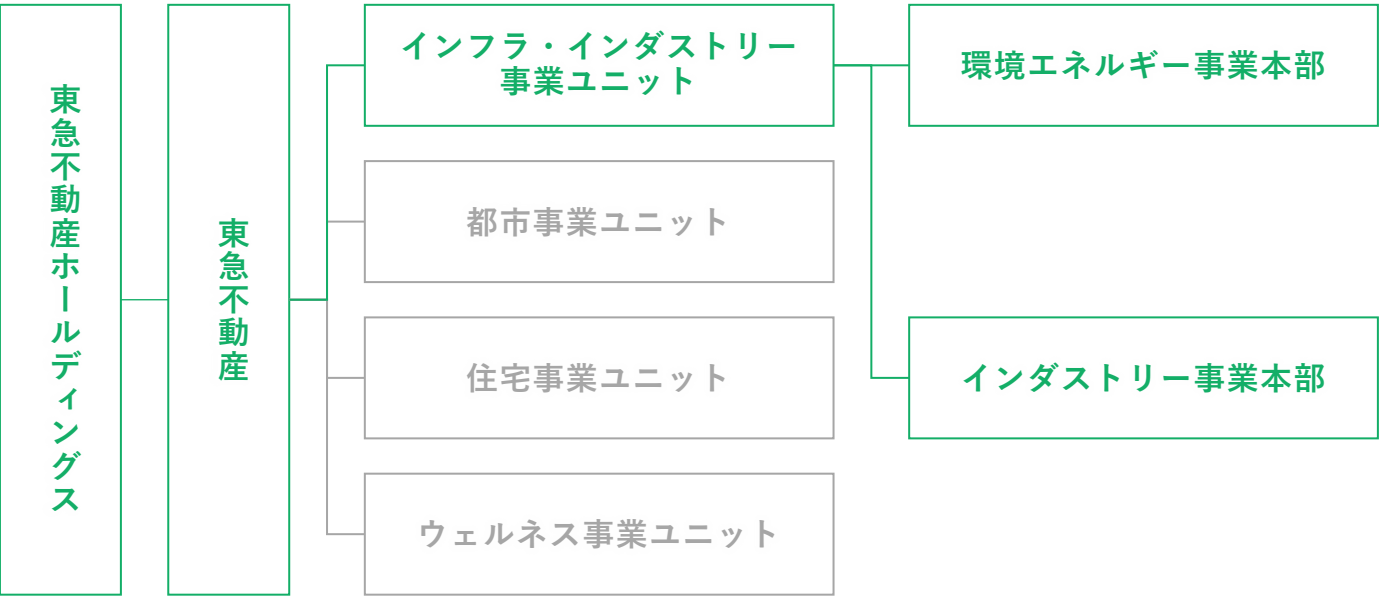 東急不動産ホールディングス
東急不動産
インフラ・インダストリー
事業ユニット
都市事業ユニット
住宅事業ユニット
ウェルネス事業ユニット
環境エネルギー事業本部
インダストリー事業本部